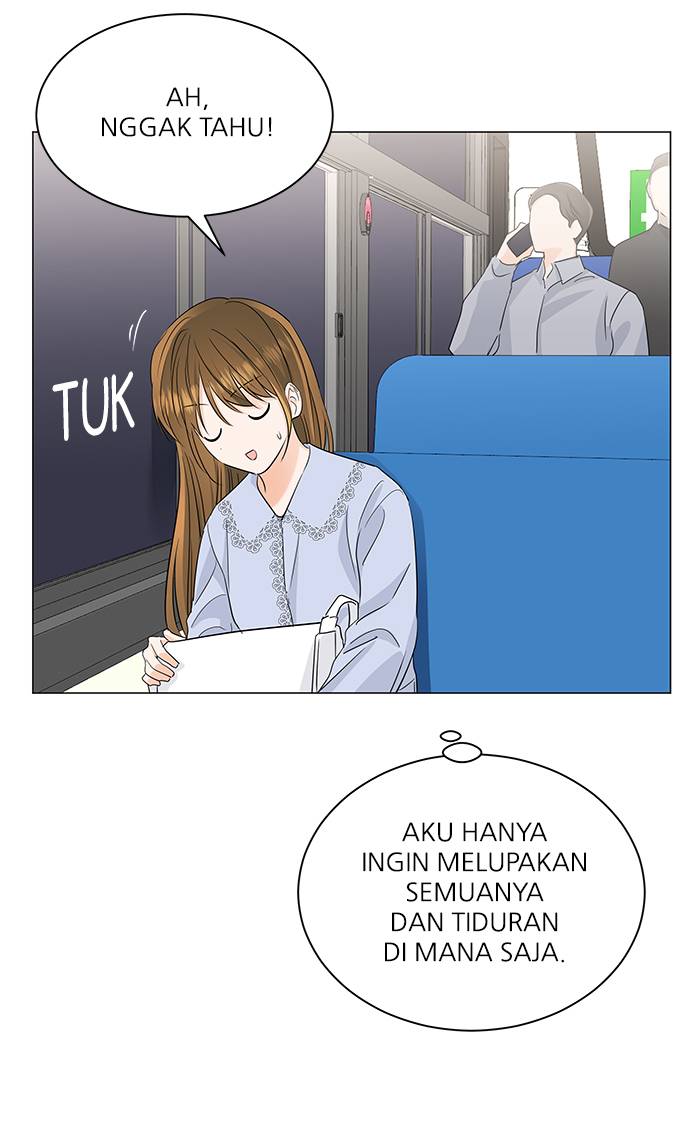 AH,
NGGAK TAHU!
TUK
AKU HANYA
INGIN MELUPAKAN
SEMUANYA
DAN TIDURAN
DI MANA SAJA.